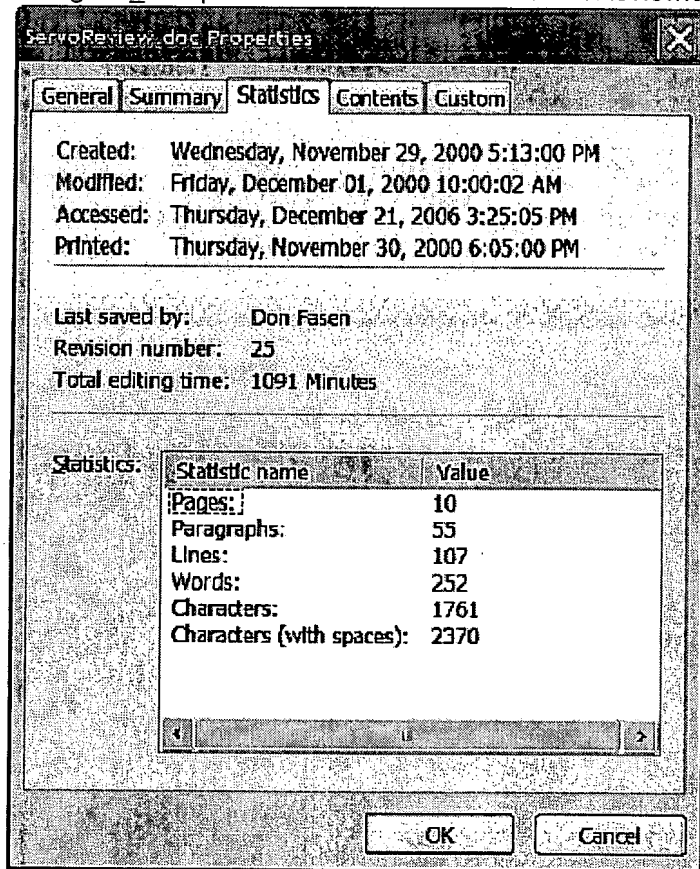 ServoReview.doc Properties
General Summary Statistics Contents Custom
Created: Wednesday, November 29, 2000 5:13:00 PM
Modified: Friday, December 01, 2000 10:00:02 AM
Accessed: Thursday, December 21, 2006 3:25:05 PM
Printed: Thursday, November 30, 2000 6:05:00 PM
Last saved by: Don Fasen
Revision number: 25
Total editing time: 1091 Minutes
Statistics:
Statistic name Value
Pages: 10
Paragraphs: 55
Lines: 107
Words: 252
Characters: 1761
Characters (with spaces): 2370
OK Cancel